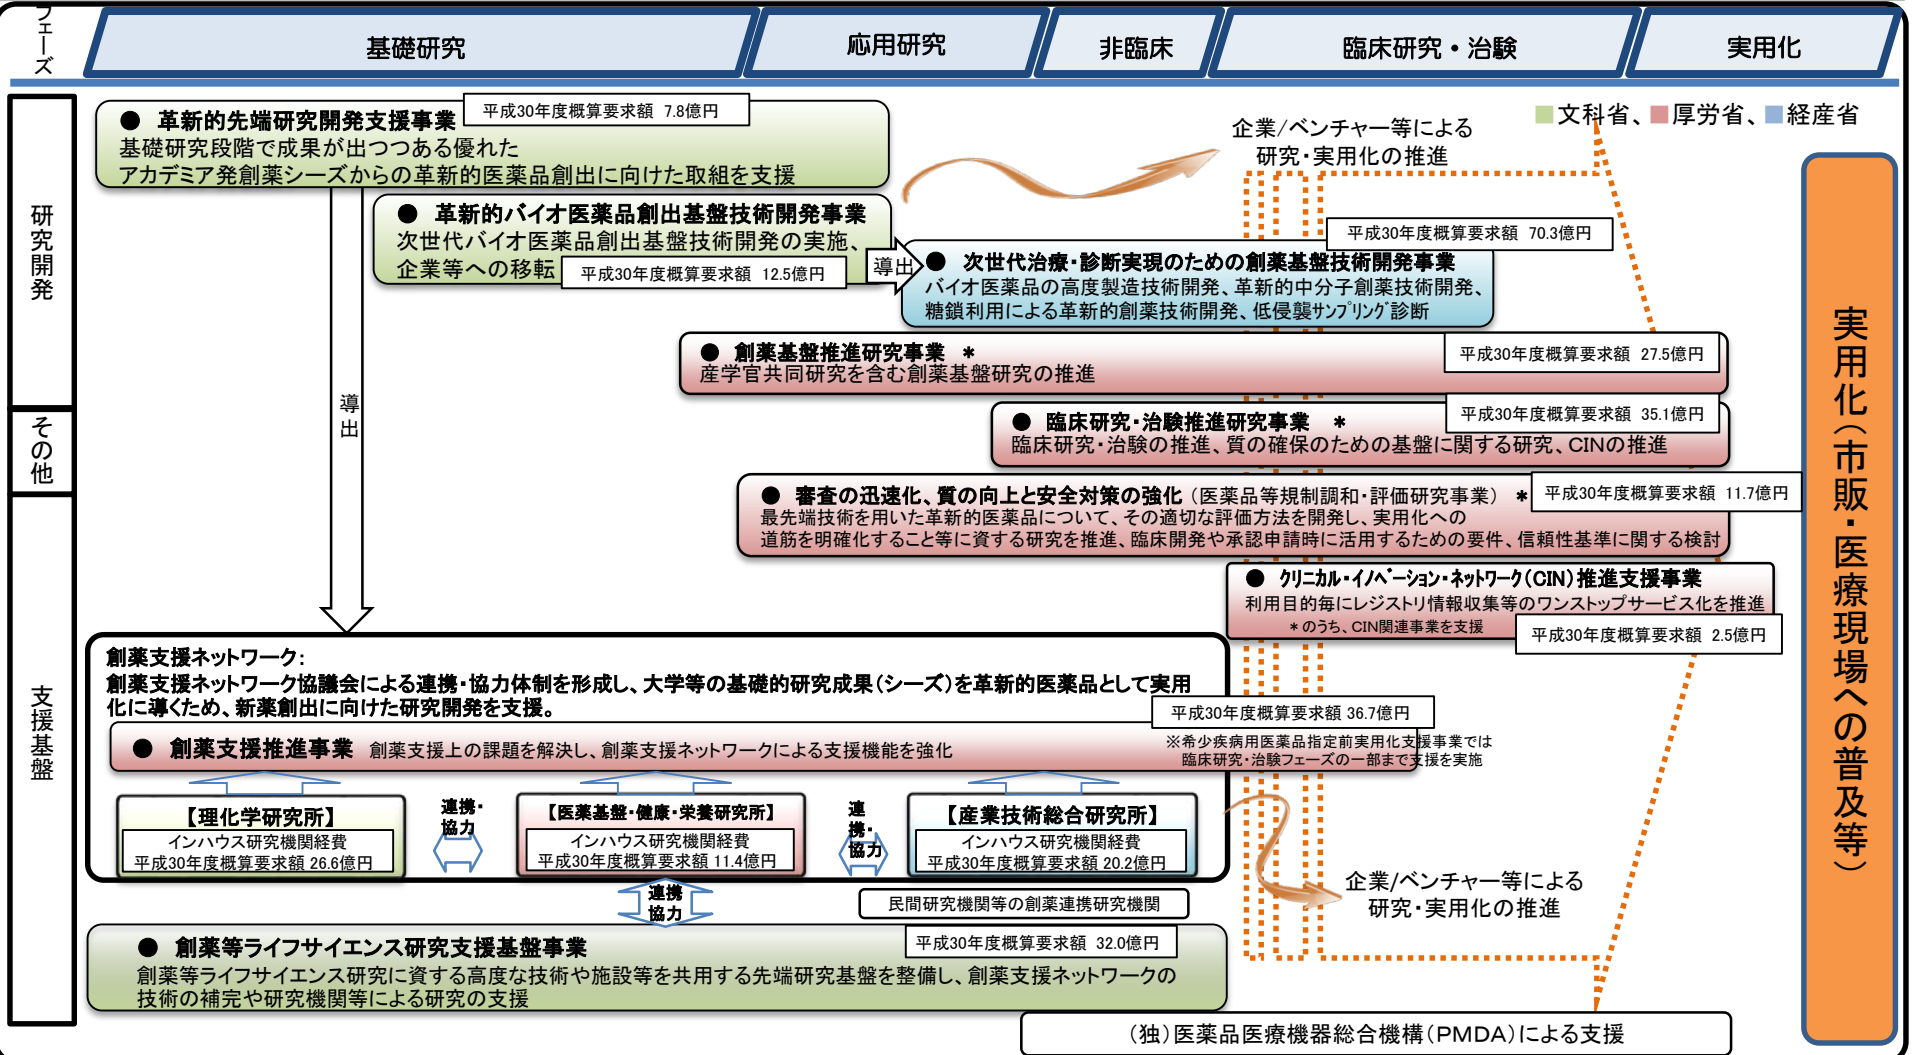 フェーズ
基礎研究
応用研究
非臨床
臨床研究・治験
実用化
研究開発
その他
支援基盤
■文科省、■厚労省、■経産省
● 革新的先端研究開発支援事業
平成30年度概算要求額 7.8億円
基礎研究段階で成果が出つつある優れた
アカデミア発創薬シーズからの革新的医薬品創出に向けた取組を支援
企業/ベンチャー等による
研究・実用化の推進
● 革新的バイオ医薬品創出基盤技術開発事業
次世代バイオ医薬品創出基盤技術開発の実施、
企業等への移転
平成30年度概算要求額 12.5億円
導出
平成30年度概算要求額 70.3億円
● 次世代治療・診断実現のための創薬基盤技術開発事業
バイオ医薬品の高度製造技術開発、革新的中分子創薬技術開発、
糖鎖利用による革新的創薬技術開発、低侵襲サンプリング診断
● 創薬基盤推進研究事業 *
平成30年度概算要求額 27.5億円
産学官共同研究を含む創薬基盤研究の推進
導出
● 臨床研究・治験推進研究事業 *
平成30年度概算要求額 35.1億円
臨床研究・治験の推進、質の確保のための基盤に関する研究、CINの推進
● 審査の迅速化、質の向上と安全対策の強化（医薬品等規制調和・評価研究事業） *
平成30年度概算要求額 11.7億円
最先端技術を用いた革新的医薬品について、その適切な評価方法を開発し、実用化への
道筋を明確化すること等に資する研究を推進、臨床開発や承認申請時に活用するための要件、信頼性基準に関する検討
● クリニカル・イノベーション・ネットワーク（CIN）推進支援事業
利用目的毎にレジストリ情報収集等のワンストップサービス化を推進
*のうち、CIN関連事業を支援
平成30年度概算要求額 2.5億円
創薬支援ネットワーク:
創薬支援ネットワーク協議会による連携・協力体制を形成し、大学等の基礎的研究成果（シーズ）を革新的医薬品として実用
化に導くため、新薬創出に向けた研究開発を支援。
平成30年度概算要求額 36.7億円
● 創薬支援推進事業 創薬支援上の課題を解決し、創薬支援ネットワークによる支援機能を強化
※希少疾病用医薬品指定前実用化支援事業では
臨床研究・治験フェーズの一部まで支援を実施
【理化学研究所】
インハウス研究機関経費
平成30年度概算要求額 26.6億円
連携・
協力
【医薬基盤・健康・栄養研究所】
インハウス研究機関経費
平成30年度概算要求額 11.4億円
連
携・
協力
【産業技術総合研究所】
インハウス研究機関経費
平成30年度概算要求額 20.2億円
企業/ベンチャー等による
研究・実用化の推進
連携
協力
民間研究機関等の創薬連携研究機関
● 創薬等ライフサイエンス研究支援基盤事業
平成30年度概算要求額 32.0億円
創薬等ライフサイエンス研究に資する高度な技術や施設等を共用する先端研究基盤を整備し、創薬支援ネットワークの
技術の補完や研究機関等による研究の支援
（独）医薬品医療機器総合機構（PMDA）による支援
実用化（市販・医療現場への普及等）